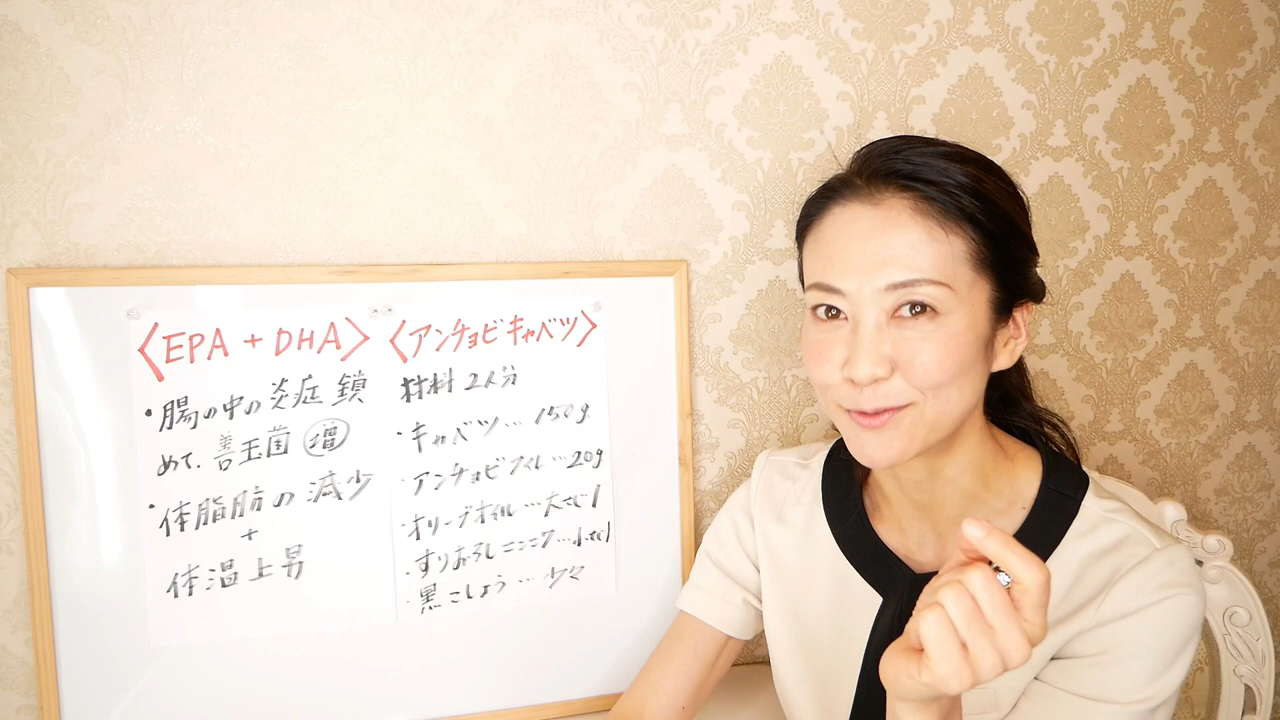 〈EPA + DHA〉
・腸の中の炎症鎮
めて、善玉菌 増
・体脂肪の減少
+
体温上昇
〈アンチョビキャベツ〉
材料 2人分
・キャベツ…150g
・アンチョビフィレ…20g
・オリーブオイル…大さじ1
・すりおろしニンニク…小さじ1
・黒こしょう…少々